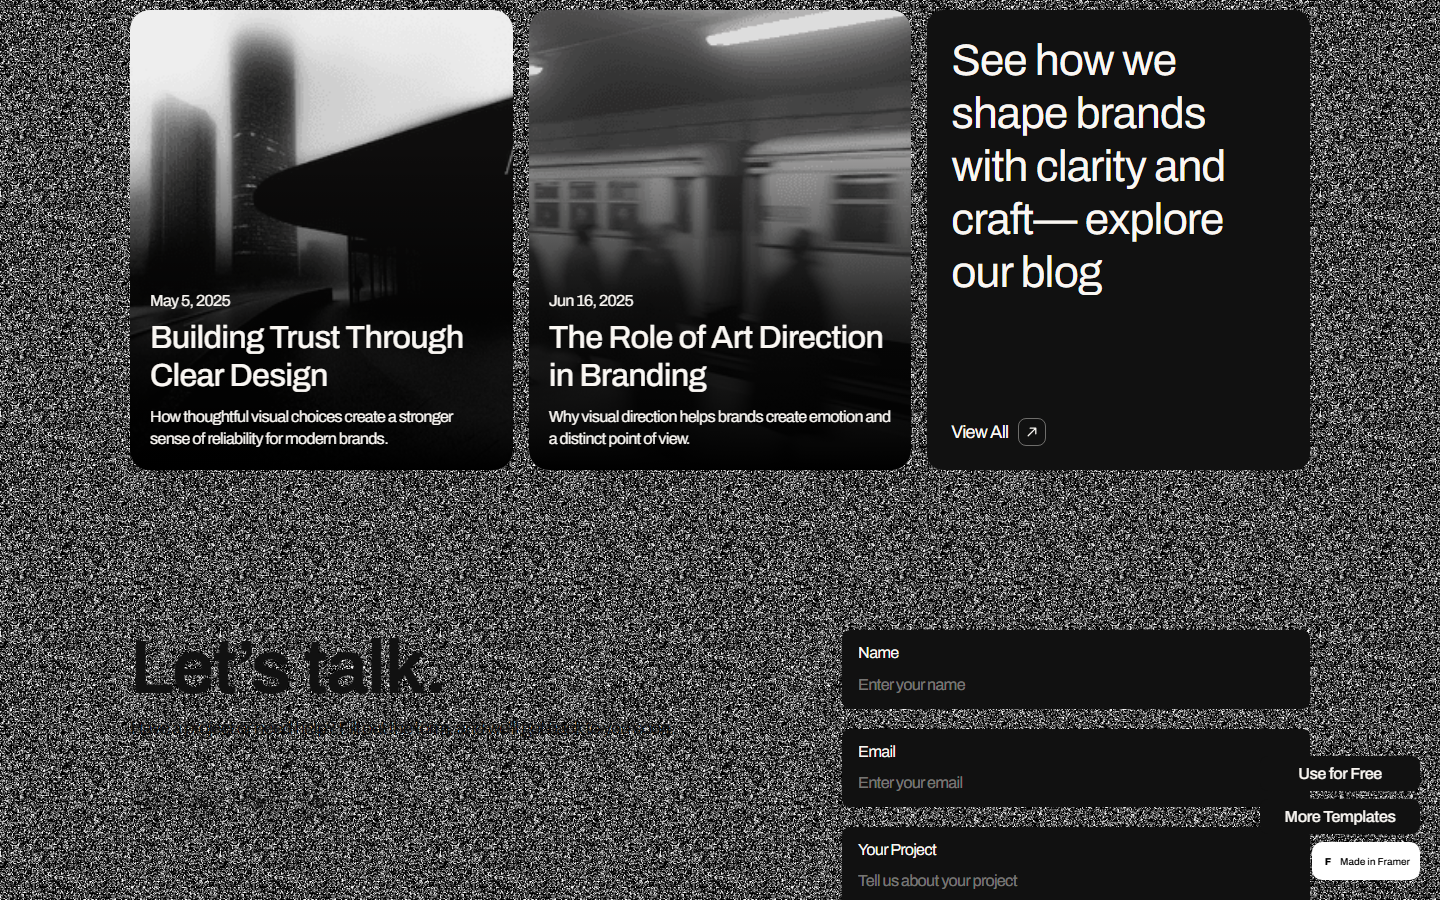 May 5, 2025
Building Trust Through
Clear Design
How thoughtful visual choices create a stronger
sense of reliability for modern brands.
Jun 16, 2025
The Role of Art Direction
in Branding
Why visual direction helps brands create emotion and
a distinct point of view.
See how we
shape brands
with clarity and
craft— explore
our blog
View All
Let's talk.
Name
Enter your name
Email
Enter your email
Your Project
Tell us about your project
Use for Free
More Templates
Made in Framer